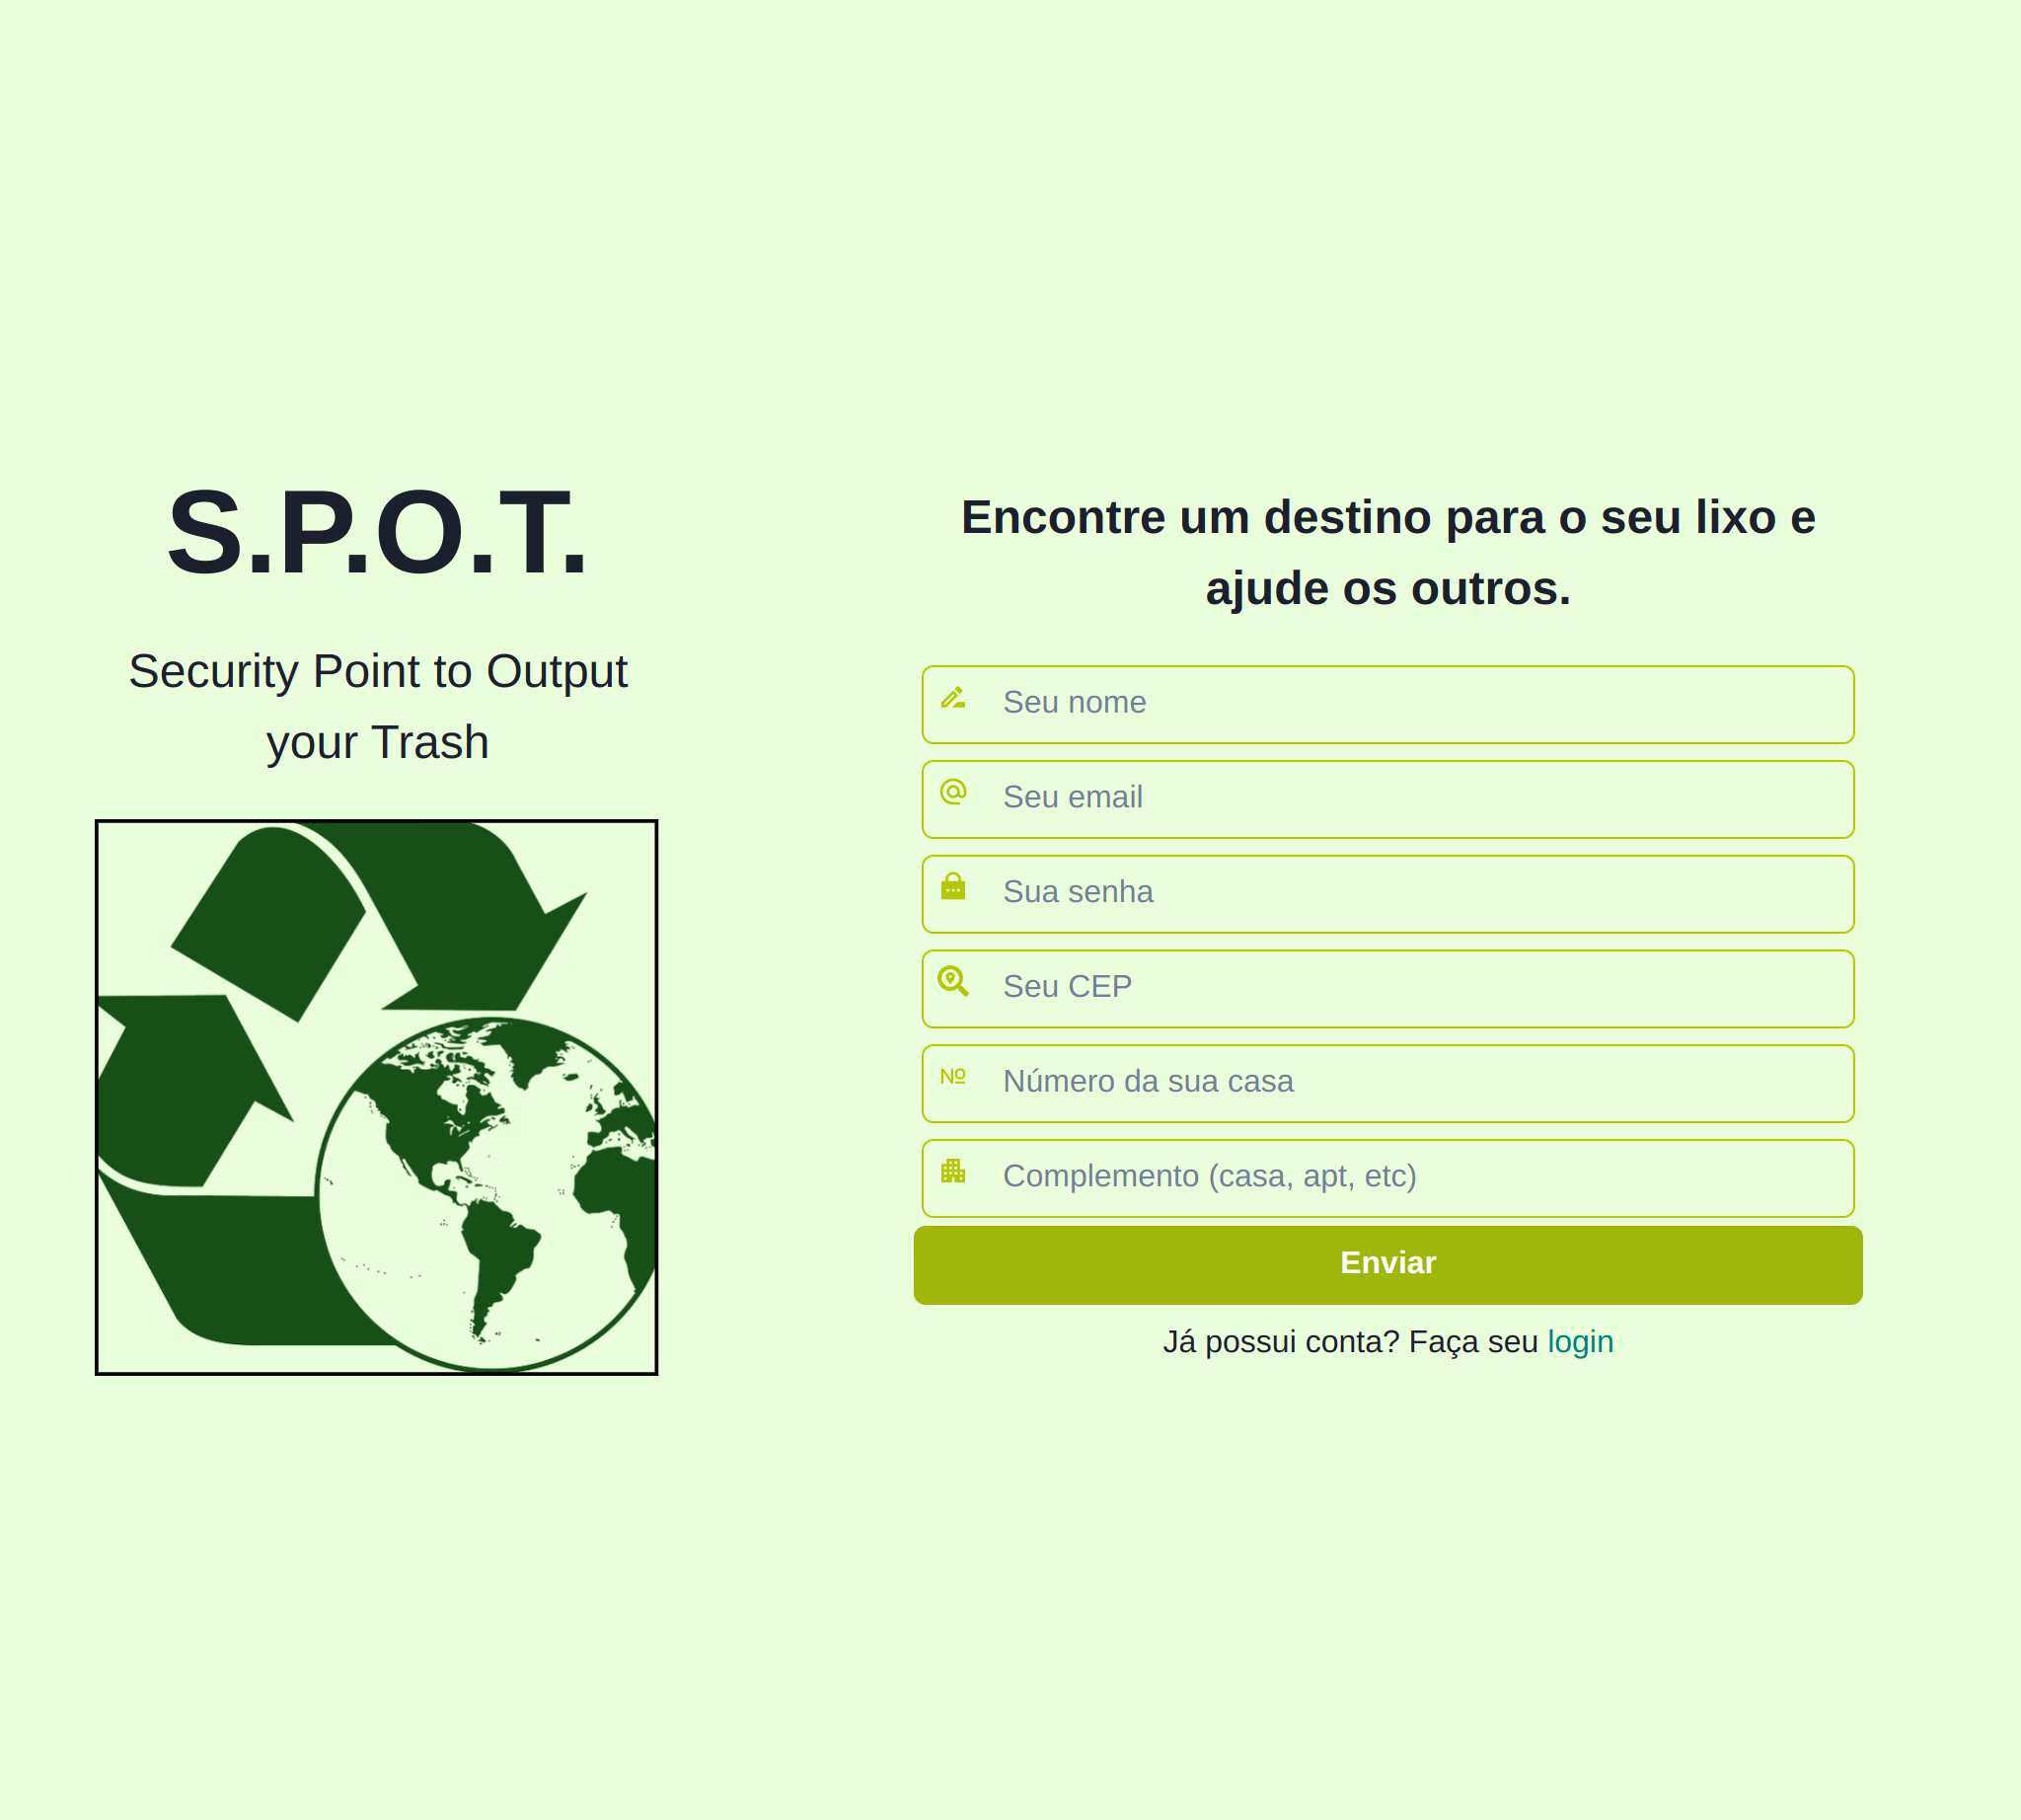 S.P.O.T.
Security Point to Output
your Trash
Encontre um destino para o seu lixo e
ajude os outros.
Seu nome
Seu email
Sua senha
Seu CEP
Número da sua casa
Complemento (casa, apt, etc)
Enviar
Já possui conta? Faça seu login